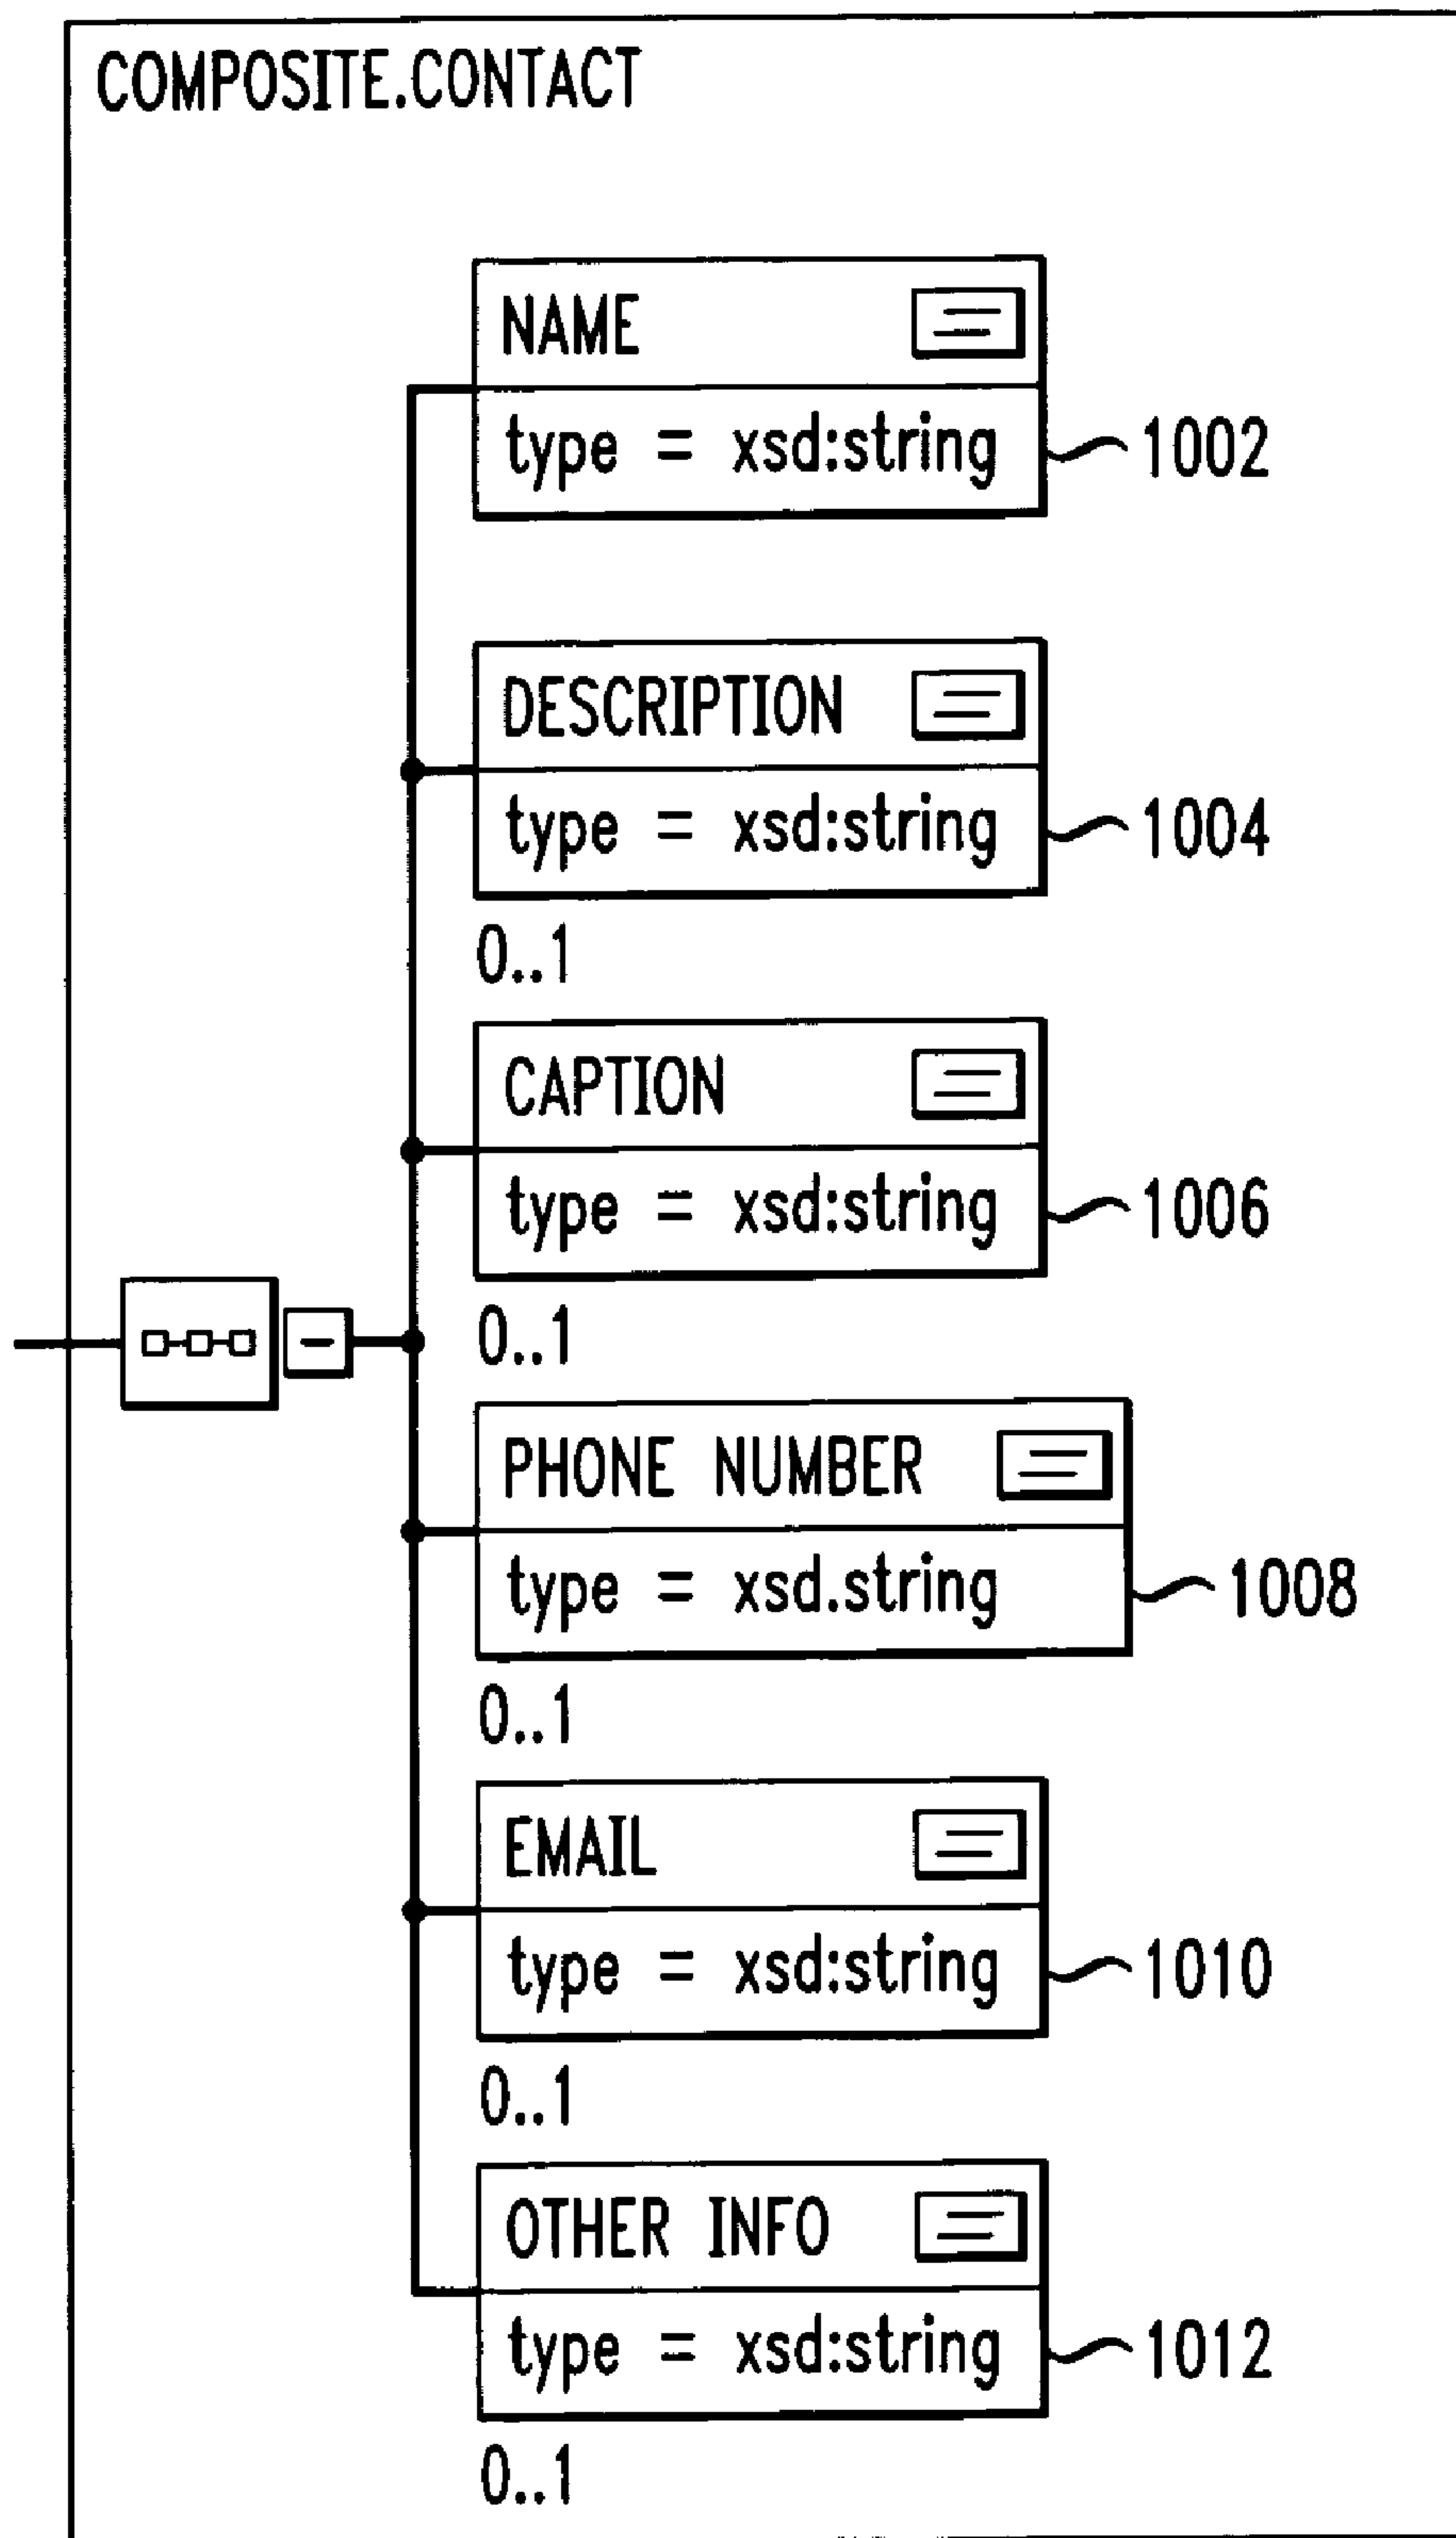 COMPOSITE.CONTACT
NAME
type = xsd:string
1002
DESCRIPTION
type = xsd:string
1004
0..1
CAPTION
type = xsd:string
1006
0..1
PHONE NUMBER
type = xsd.string
1008
0..1
EMAIL
type = xsd:string
1010
0..1
OTHER INFO
type = xsd:string
1012
0..1